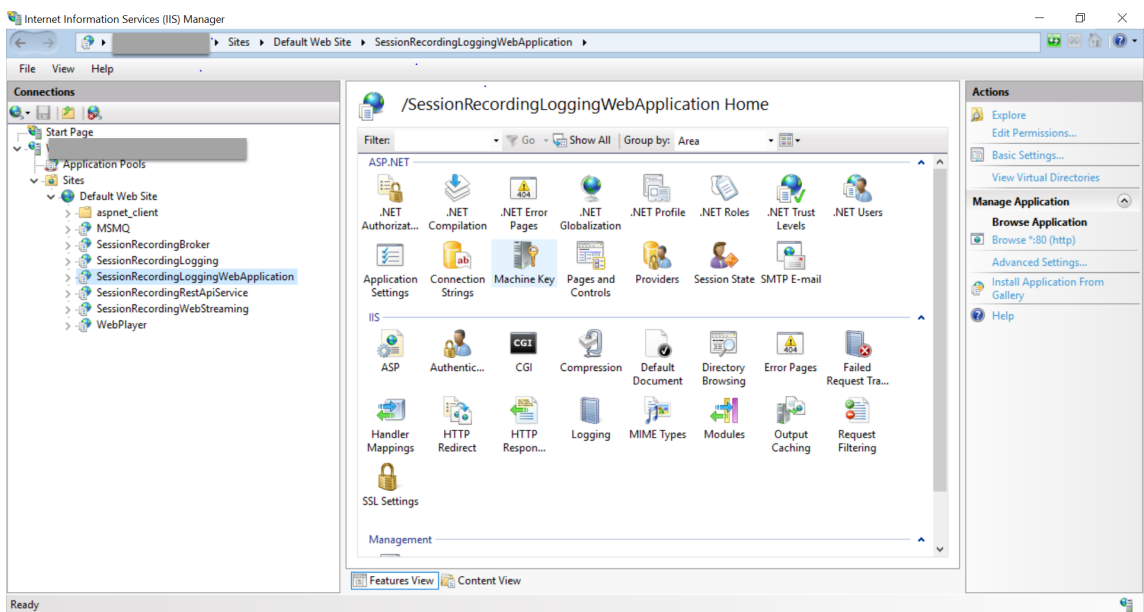 Internet Information Services (IIS) Manager
Sites
Default Web Site
SessionRecordingLoggingWebApplication
File View Help
Connections
Start Page
Application Pools
Sites
Default Web Site
aspnet_client
MSMQ
SessionRecordingBroker
SessionRecordingLogging
SessionRecordingLoggingWebApplication
SessionRecordingRestApiService
SessionRecordingWebStreaming
WebPlayer
/SessionRecordingLoggingWebApplication Home
Filter: Go Show All Group by: Area
ASP.NET
.NET Authorizat...
.NET Compilation
.NET Error Pages
.NET Globalization
.NET Profile
.NET Roles
.NET Trust Levels
.NET Users
Application Settings
Connection Strings
Machine Key
Pages and Controls
Providers
Session State
SMTP E-mail
IIS
ASP
Authentic...
CGI
Compression
Default Document
Directory Browsing
Error Pages
Failed Request Tra...
Handler Mappings
HTTP Redirect
HTTP Respon...
Logging
MIME Types
Modules
Output Caching
Request Filtering
SSL Settings
Management
Features View
Content View
Actions
Explore
Edit Permissions...
Basic Settings...
View Virtual Directories
Manage Application
Browse Application
Browse *:80 (http)
Advanced Settings...
Install Application From
Gallery
Help
Ready